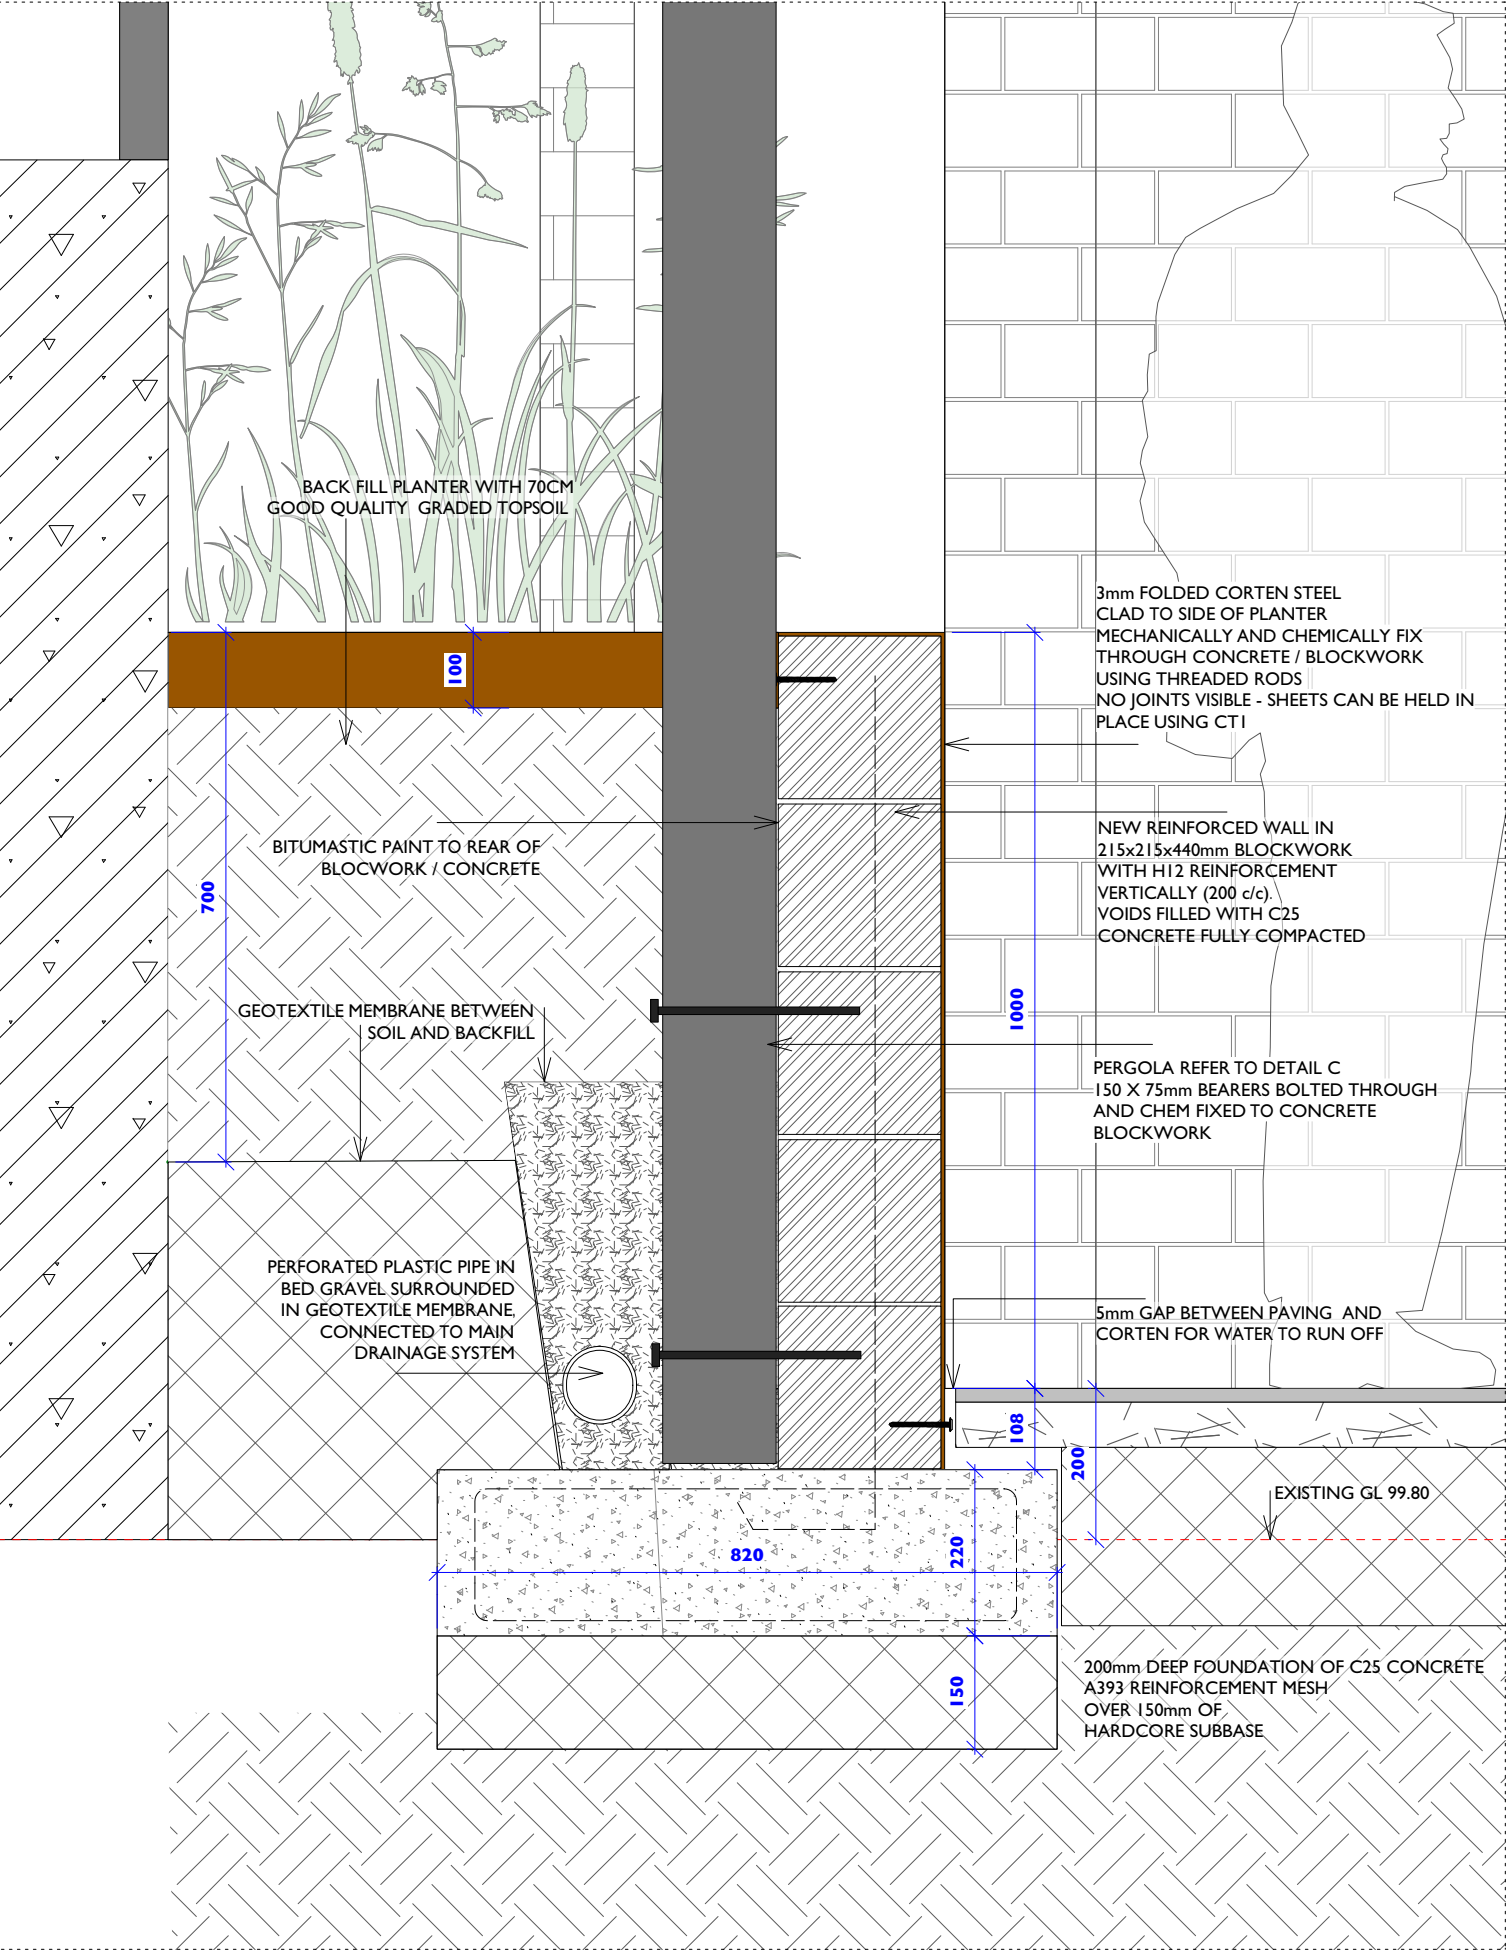 BACK FILL PLANTER WITH 70CM
GOOD QUALITY GRADED TOPSOIL
3mm FOLDED CORTEN STEEL
CLAD TO SIDE OF PLANTER
MECHANICALLY AND CHEMICALLY FIX
THROUGH CONCRETE / BLOCKWORK
USING THREADED RODS
NO JOINTS VISIBLE - SHEETS CAN BE HELD IN
PLACE USING CT1
100
BITUMASTIC PAINT TO REAR OF
BLOCWORK / CONCRETE
700
NEW REINFORCED WALL IN
215x215x440mm BLOCKWORK
WITH H12 REINFORCEMENT
VERTICALLY (200 c/c).
VOIDS FILLED WITH C25
CONCRETE FULLY COMPACTED
GEOTEXTILE MEMBRANE BETWEEN
SOIL AND BACKFILL
1000
PERGOLA REFER TO DETAIL C
150 X 75mm BEARERS BOLTED THROUGH
AND CHEM FIXED TO CONCRETE
BLOCKWORK
PERFORATED PLASTIC PIPE IN
BED GRAVEL SURROUNDED
IN GEOTEXTILE MEMBRANE,
CONNECTED TO MAIN
DRAINAGE SYSTEM
5mm GAP BETWEEN PAVING AND
CORTEN FOR WATER TO RUN OFF
108
200
EXISTING GL 99.80
820
220
150
200mm DEEP FOUNDATION OF C25 CONCRETE
A393 REINFORCEMENT MESH
OVER 150mm OF
HARDCORE SUBBASE